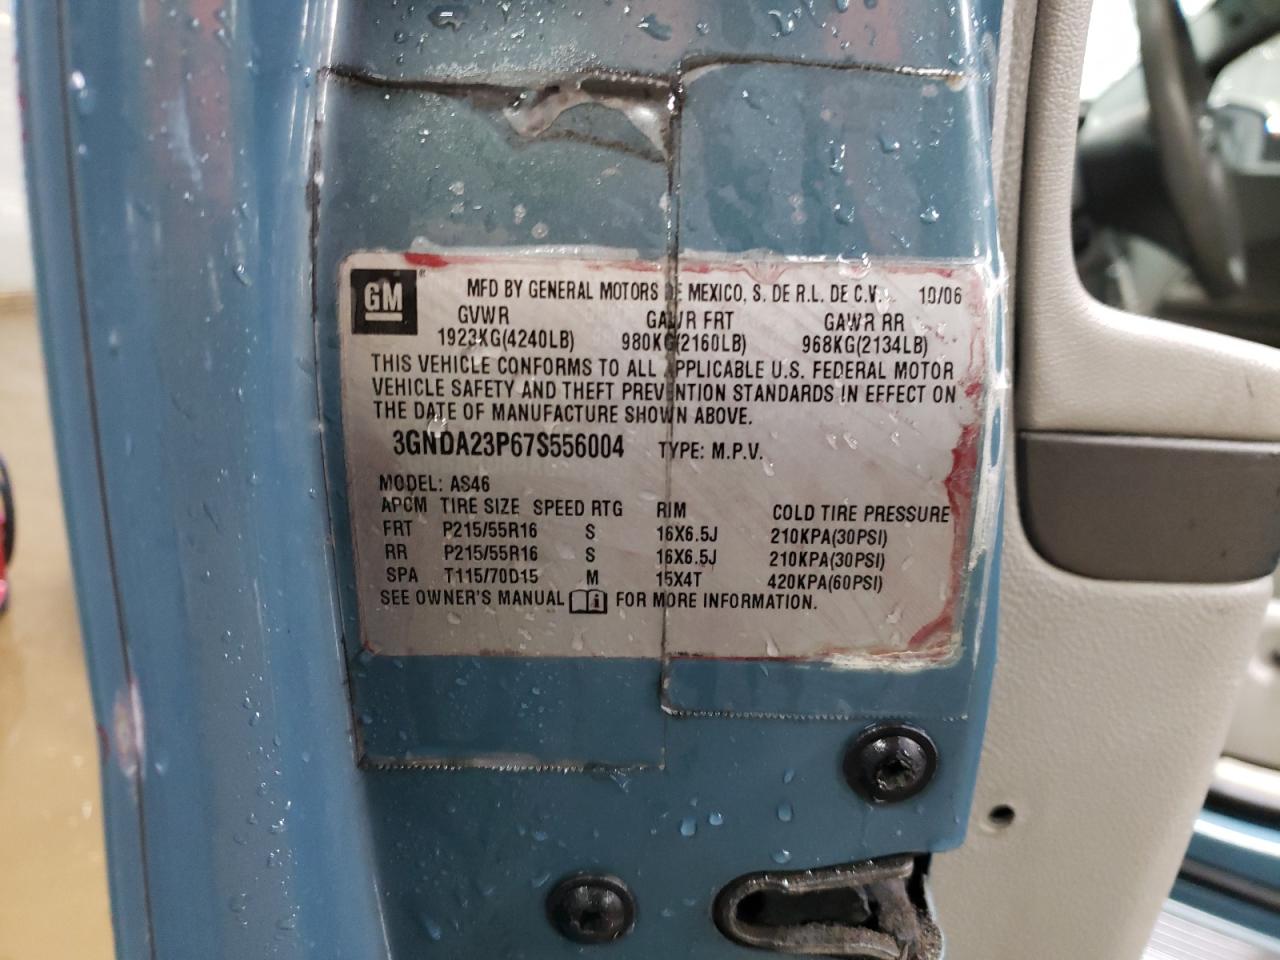 GM ® MFD BY GENERAL MOTORS DE MEXICO, S. DE R.L. DE C.V. 10/06
GVWR GAWR FRT GAWR RR
1923KG(4240LB) 980KG(2160LB) 968KG(2134LB)
THIS VEHICLE CONFORMS TO ALL APPLICABLE U.S. FEDERAL MOTOR
VEHICLE SAFETY AND THEFT PREVENTION STANDARDS IN EFFECT ON
THE DATE OF MANUFACTURE SHOWN ABOVE.
3GNDA23P67S556004 TYPE: M.P.V.
MODEL: AS46
APCM TIRE SIZE SPEED RTG RIM COLD TIRE PRESSURE
FRT P215/55R16 S 16X6.5J 210KPA(30PSI)
RR P215/55R16 S 16X6.5J 210KPA(30PSI)
SPA T115/70D15 M 15X4T 420KPA(60PSI)
SEE OWNER'S MANUAL i FOR MORE INFORMATION.